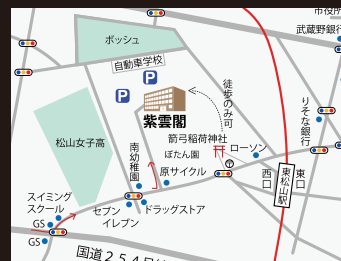 市役所
武蔵野銀行
ボッシュ
自動車学校
P
P
徒歩のみ可
紫雲閣
りそな銀行
松山女子高
箭弓稲荷神社
ぼたん園
ローソン
南幼稚園
原サイクル
西口
東松山駅
東口
スイミング
スクール
セブン
イレブン
ドラッグストア
GS
GS
国道254号